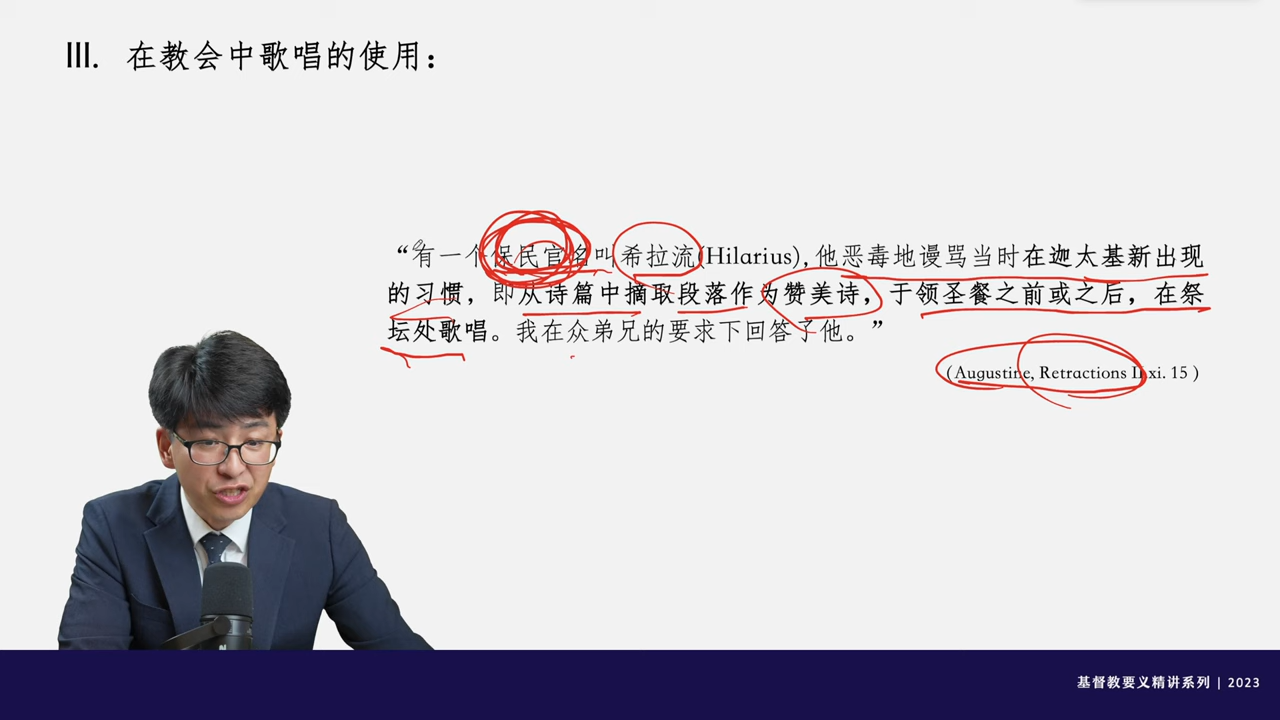 III. 在教会中歌唱的使用：
“有一个保民官名叫希拉流(Hilarius), 他恶毒地谩骂当时在迦太基新出现
的习惯，即从诗篇中摘取段落作为赞美诗，于领圣餐之前或之后，在祭
坛处歌唱。我在众弟兄的要求下回答了他。”
(Augustine, Retractions II.xi. 15 )
基督教要义精讲系列 | 2023